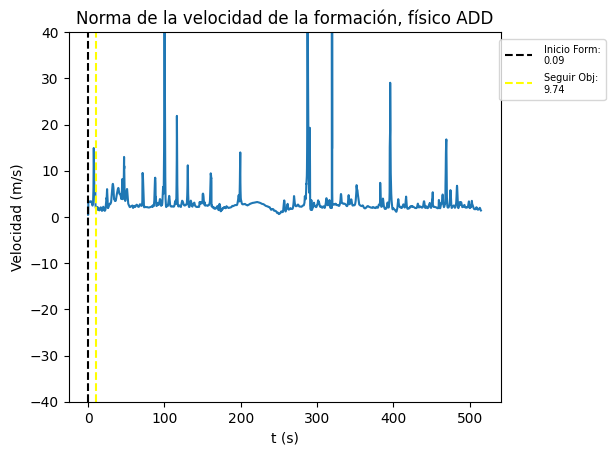 Norma de la velocidad de la formación, físico ADD
Velocidad (m/s)
40
30
20
10
0
−10
−20
−30
−40
0 100 200 300 400 500
t (s)
Inicio Form:
0.09
Seguir Obj:
9.74